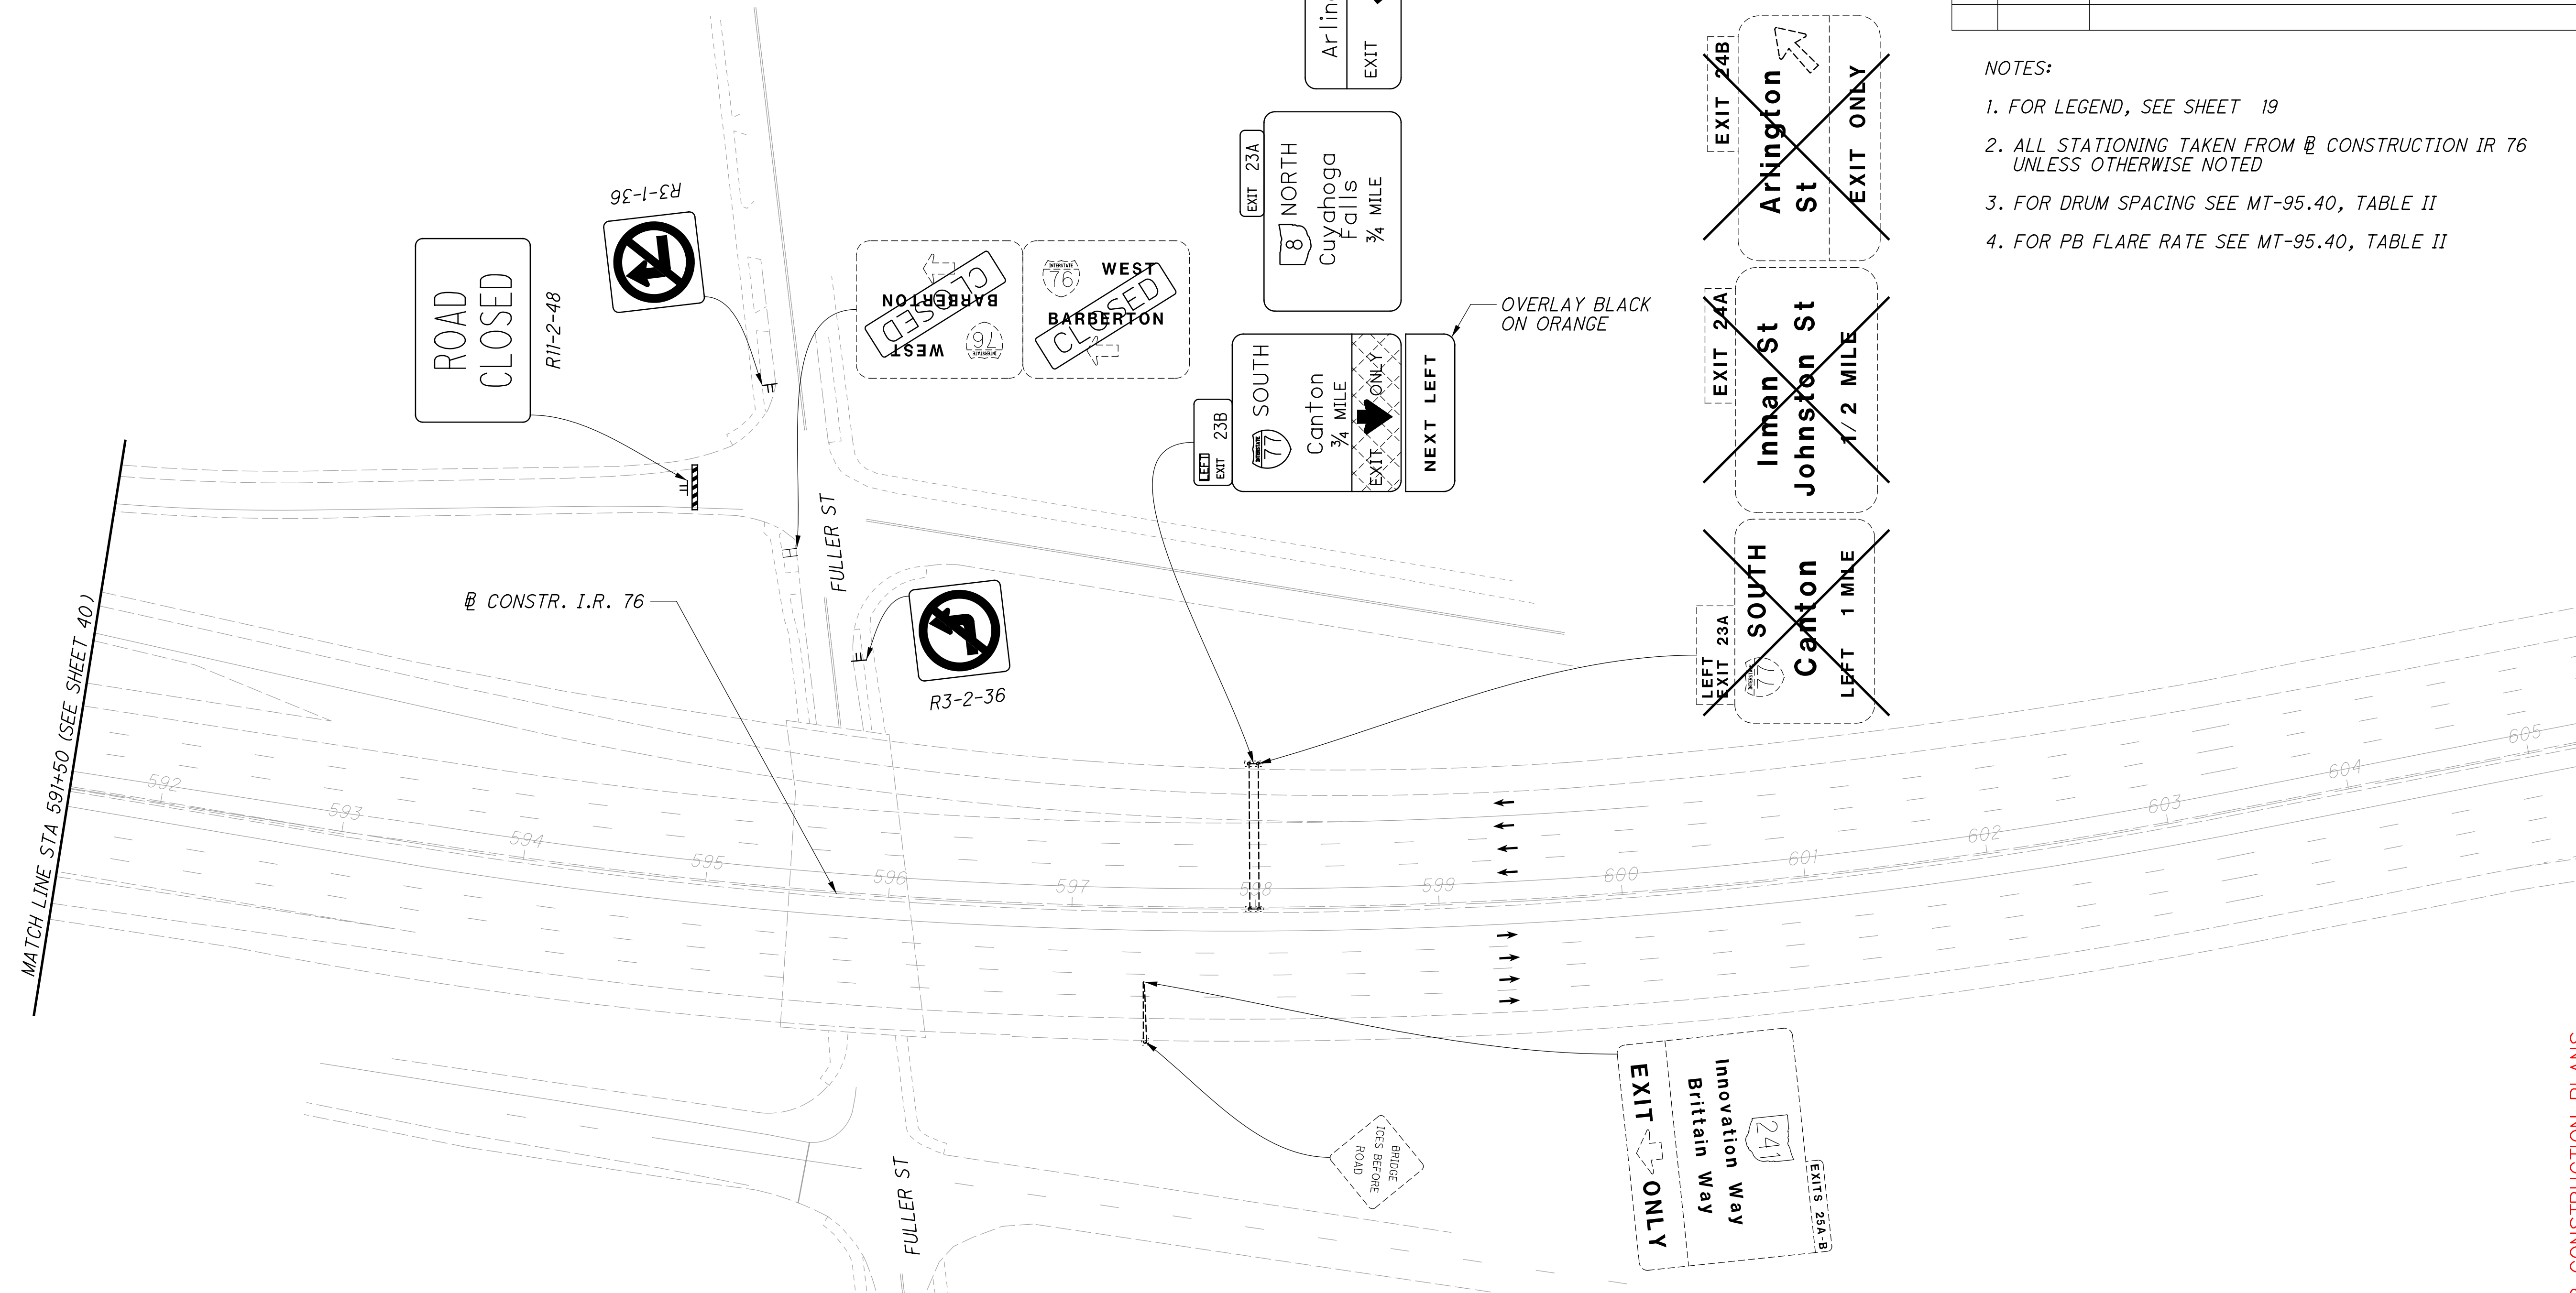 NOTES:
1. FOR LEGEND, SEE SHEET 19
2. ALL STATIONING TAKEN FROM ⅊ CONSTRUCTION IR 76
UNLESS OTHERWISE NOTED
3. FOR DRUM SPACING SEE MT-95.40, TABLE II
4. FOR PB FLARE RATE SEE MT-95.40, TABLE II
MATCH LINE STA 591+50 (SEE SHEET 40)
ROAD
CLOSED
R11-2-48
R3-1-36
INTERSTATE
76
WEST
BARBERTON
CLOSED
INTERSTATE
76
WEST
BARBERTON
CLOSED
EXIT
EXIT 23A
8 NORTH
Cuyahoga
Falls
¾ MILE
LEFT
EXIT 23B
INTERSTATE
77 SOUTH
Canton
¾ MILE
EXIT ONLY
NEXT LEFT
OVERLAY BLACK
ON ORANGE
EXIT 24B
Arlington
St
EXIT ONLY
EXIT 24A
Inman St
Johnston St
1/2 MILE
LEFT
EXIT 23A
INTERSTATE
77
SOUTH
Canton
LEFT 1 MILE
FULLER ST
CONSTR. I.R. 76
R3-2-36
592
593
594
595
596
597
598
599
600
601
602
603
604
605
FULLER ST
BRIDGE
ICES BEFORE
ROAD
EXITS 25A-B
241
Innovation Way
Brittain Way
EXIT ONLY
CONSTRUCTION PLANS